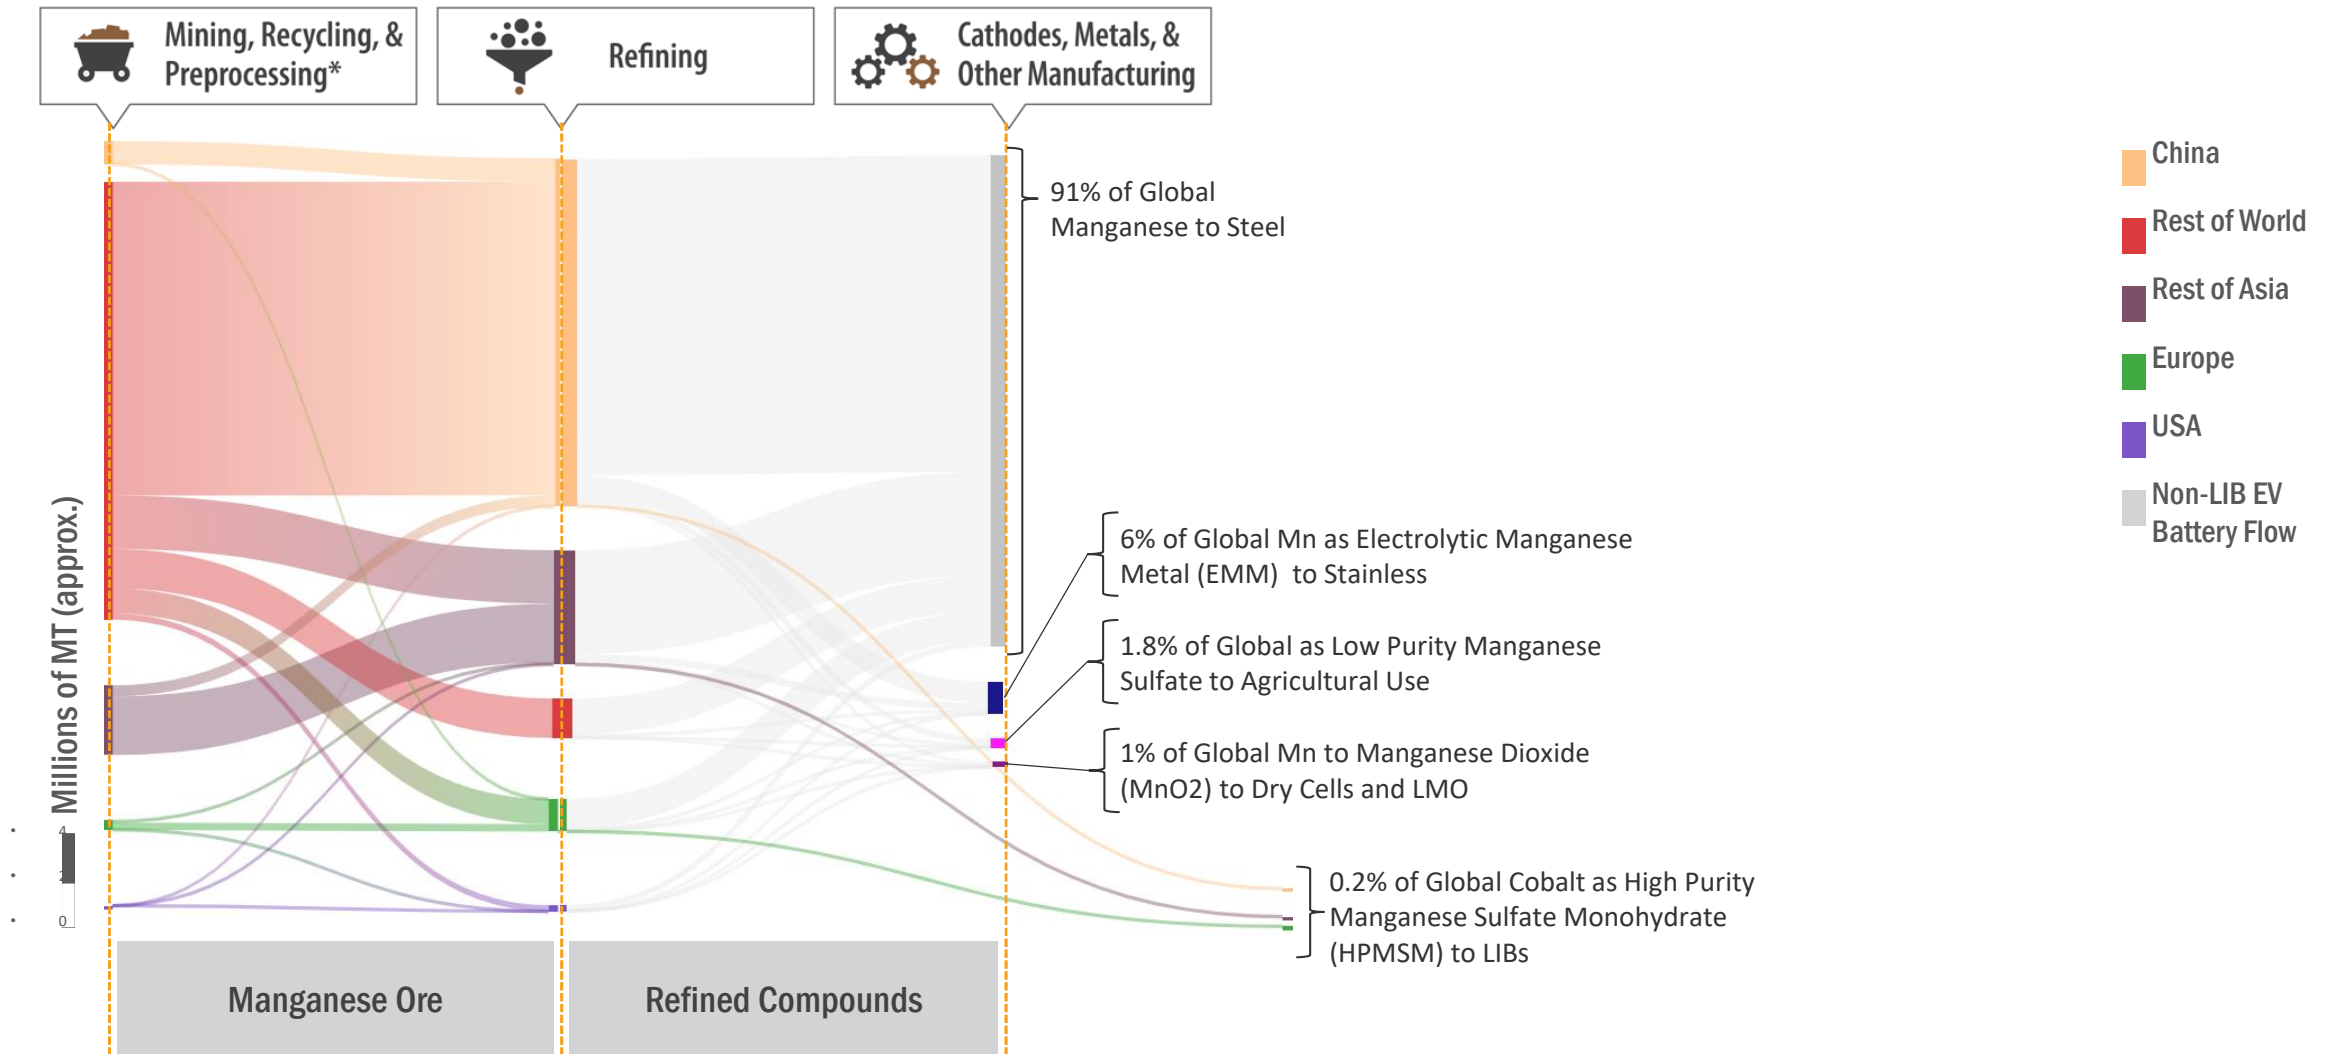 Mining, Recycling, &
Preprocessing*
Refining
Cathodes, Metals, &
Other Manufacturing
91% of Global
Manganese to Steel
China
Rest of World
Rest of Asia
Europe
USA
Non-LIB EV
Battery Flow
6% of Global Mn as Electrolytic Manganese
Metal (EMM)  to Stainless
1.8% of Global as Low Purity Manganese
Sulfate to Agricultural Use
1% of Global Mn to Manganese Dioxide
(MnO2) to Dry Cells and LMO
0.2% of Global Cobalt as High Purity
Manganese Sulfate Monohydrate
(HPMSM) to LIBs
Millions of MT (approx.)
4
2
0
Manganese Ore
Refined Compounds